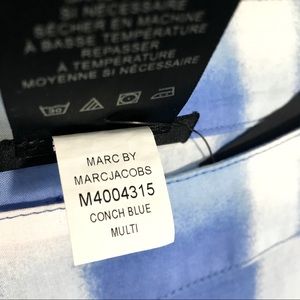 SI NÉCESSAIRE
SÉCHER EN MACHINE
À BASSE TEMPÉRATURE
REPASSER
À TEMPÉRATURE
MOYENNE SI NÉCESSAIRE
30
MARC BY
MARCJACOBS
M4004315
CONCH BLUE
MULTI